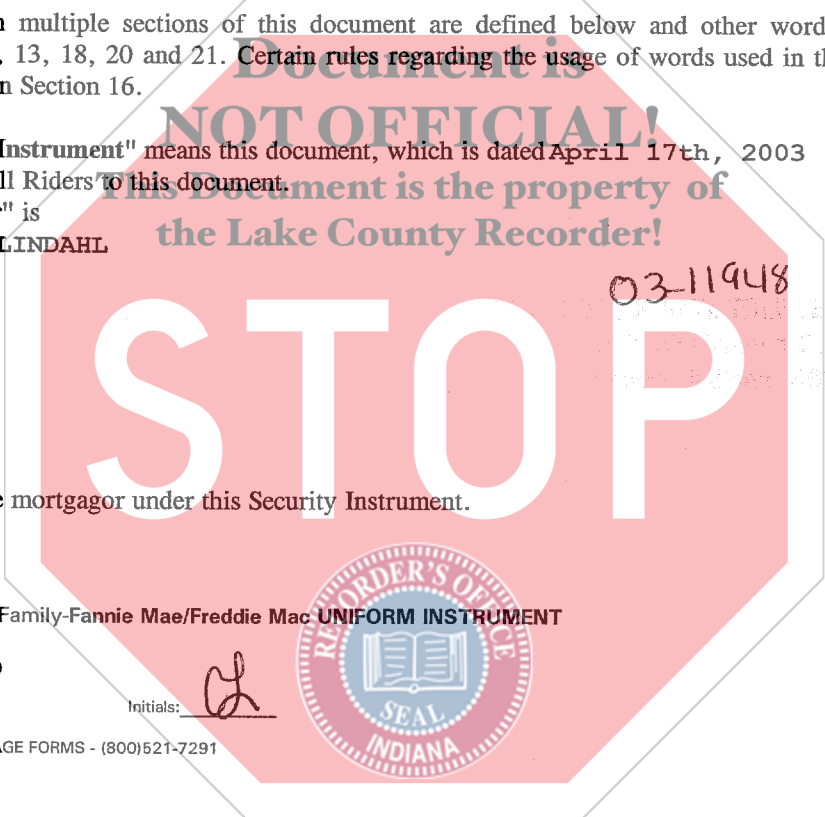 multiple sections of this document are defined below and other word
13, 18, 20 and 21. Certain rules regarding the usage of words used in th
n Section 16.
Document is
NOT OFFICIAL!
Instrument" means this document, which is dated April 17th, 2003
ll Riders to this document.
This Document is the property of
" is
the Lake County Recorder!
LINDAHL
03-11948
STOP
e mortgagor under this Security Instrument.
RECORDER'S OFFICE
Family-Fannie Mae/Freddie Mac UNIFORM INSTRUMENT
SEAL
INDIANA
Initials: CL
AGE FORMS - (800)521-7291